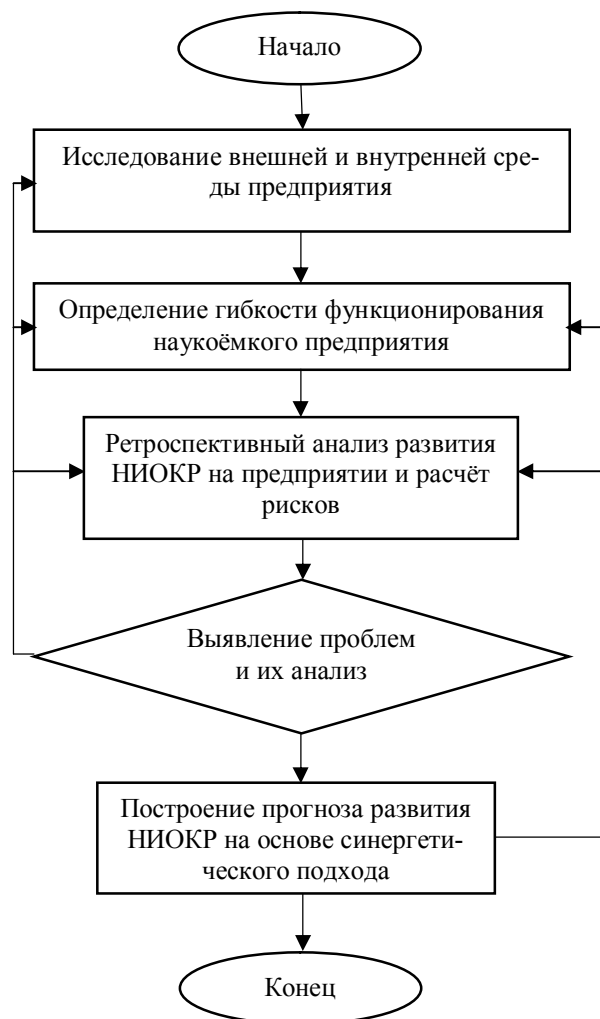 Начало
Исследование внешней и внутренней сре-
ды предприятия
Определение гибкости функционирования
наукоёмкого предприятия
Ретроспективный анализ развития
НИОКР на предприятии и расчёт
рисков
Выявление проблем
и их анализ
Построение прогноза развития
НИОКР на основе синергети-
ческого подхода
Конец